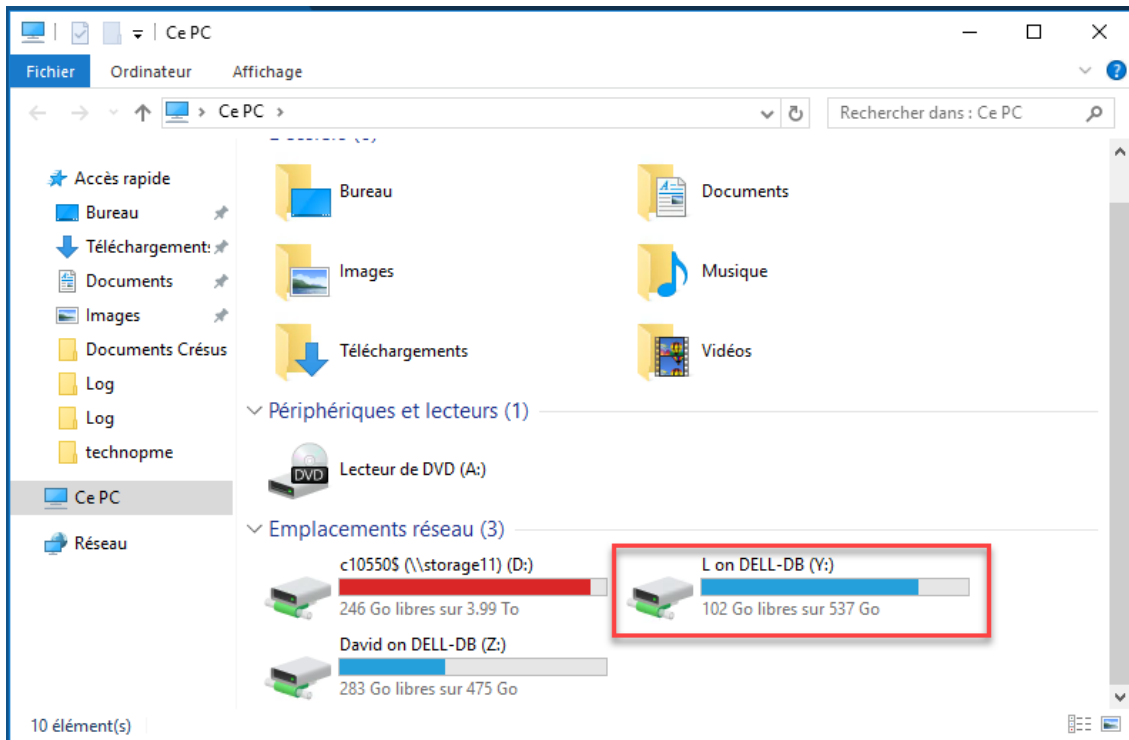 Ce PC
Fichier Ordinateur Affichage
Ce PC
Rechercher dans : Ce PC
Accès rapide
Bureau
Téléchargements
Documents
Images
Documents Crésus
Log
Log
technopme
Ce PC
Réseau
Bureau
Documents
Images
Musique
Téléchargements
Vidéos
Périphériques et lecteurs (1)
DVD
Lecteur de DVD (A:)
Emplacements réseau (3)
c10550$ (\\storage11) (D:)
246 Go libres sur 3.99 To
L on DELL-DB (Y:)
102 Go libres sur 537 Go
David on DELL-DB (Z:)
283 Go libres sur 475 Go
10 élément(s)